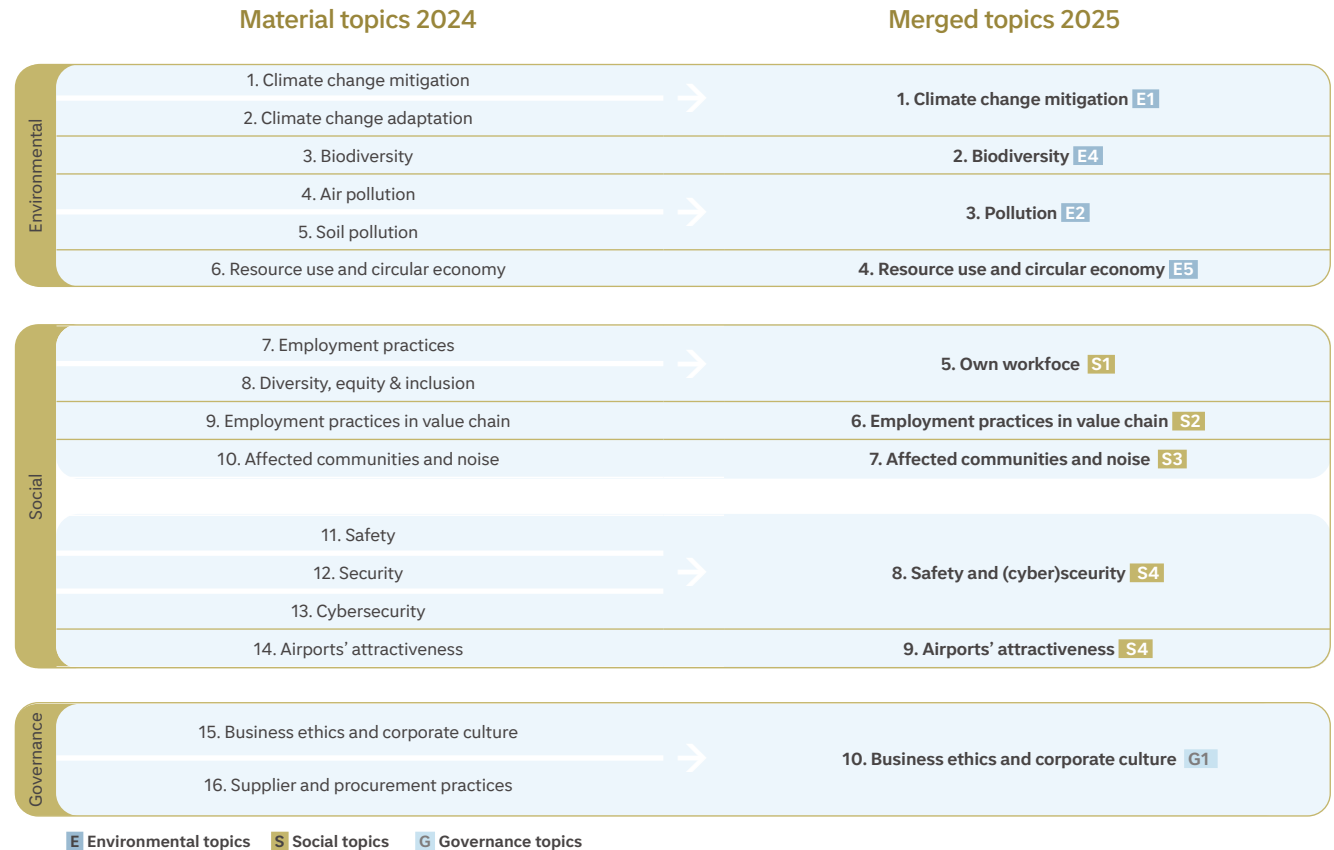 Material topics 2024
Merged topics 2025
Environmental
1. Climate change mitigation
2. Climate change adaptation
1. Climate change mitigation E1
3. Biodiversity
2. Biodiversity E4
4. Air pollution
5. Soil pollution
3. Pollution E2
6. Resource use and circular economy
4. Resource use and circular economy E5
Social
7. Employment practices
8. Diversity, equity & inclusion
5. Own workfoce S1
9. Employment practices in value chain
6. Employment practices in value chain S2
10. Affected communities and noise
7. Affected communities and noise S3
11. Safety
12. Security
13. Cybersecurity
8. Safety and (cyber)sceurity S4
14. Airports’ attractiveness
9. Airports’ attractiveness S4
Governance
15. Business ethics and corporate culture
16. Supplier and procurement practices
10. Business ethics and corporate culture G1
E Environmental topics S Social topics G Governance topics